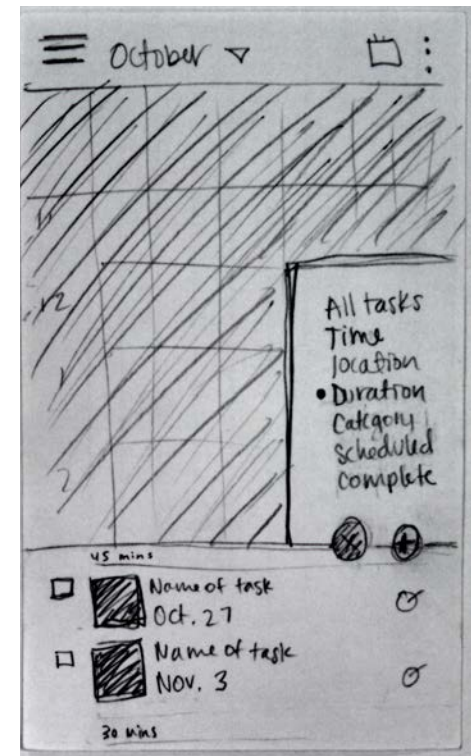 October
12
1
2
All tasks
Time
location
• Duration
Category
scheduled
complete
45 mins
Name of task
Oct. 27
Name of task
Nov. 3
30 mins